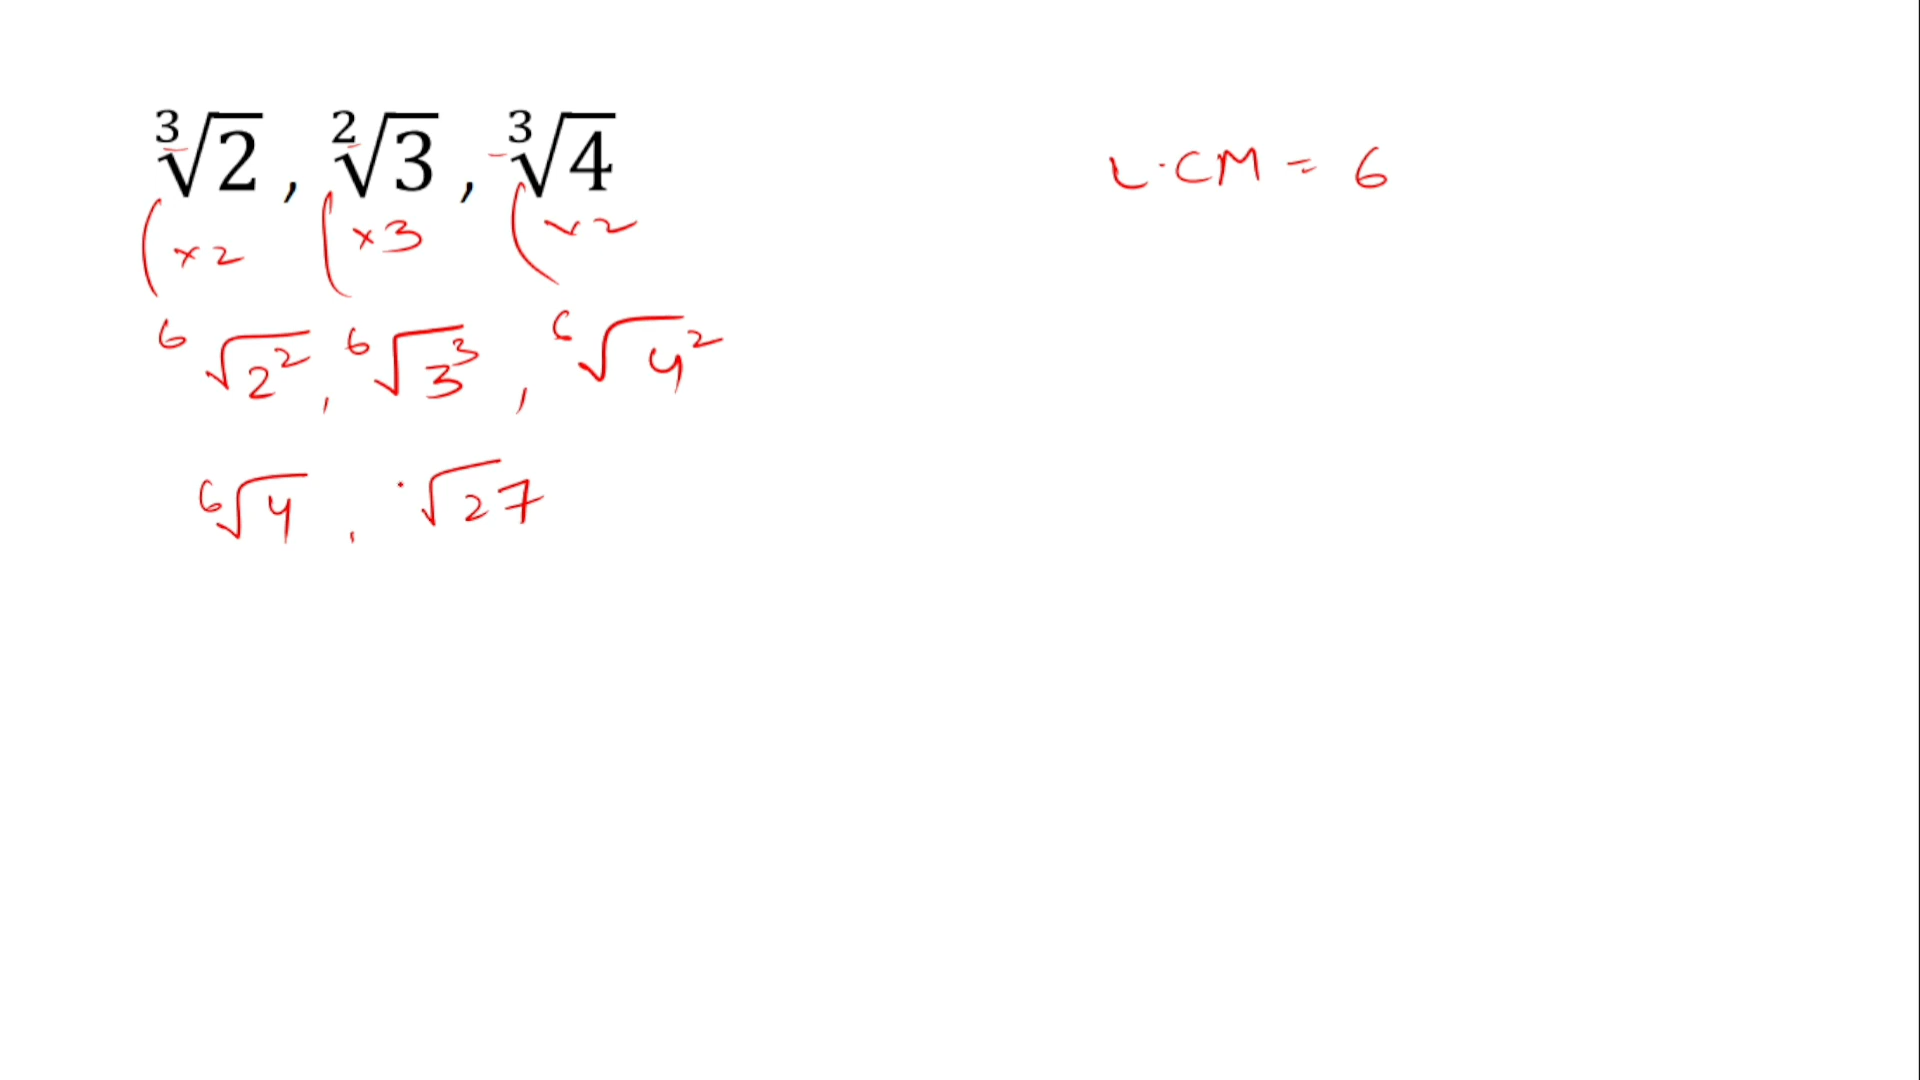 ∛2 , ²√3 , ∛4
L.CM = 6
×2 ×3 ×2
⁶√2² , ⁶√3³ , ⁶√4²
⁶√4 , √27